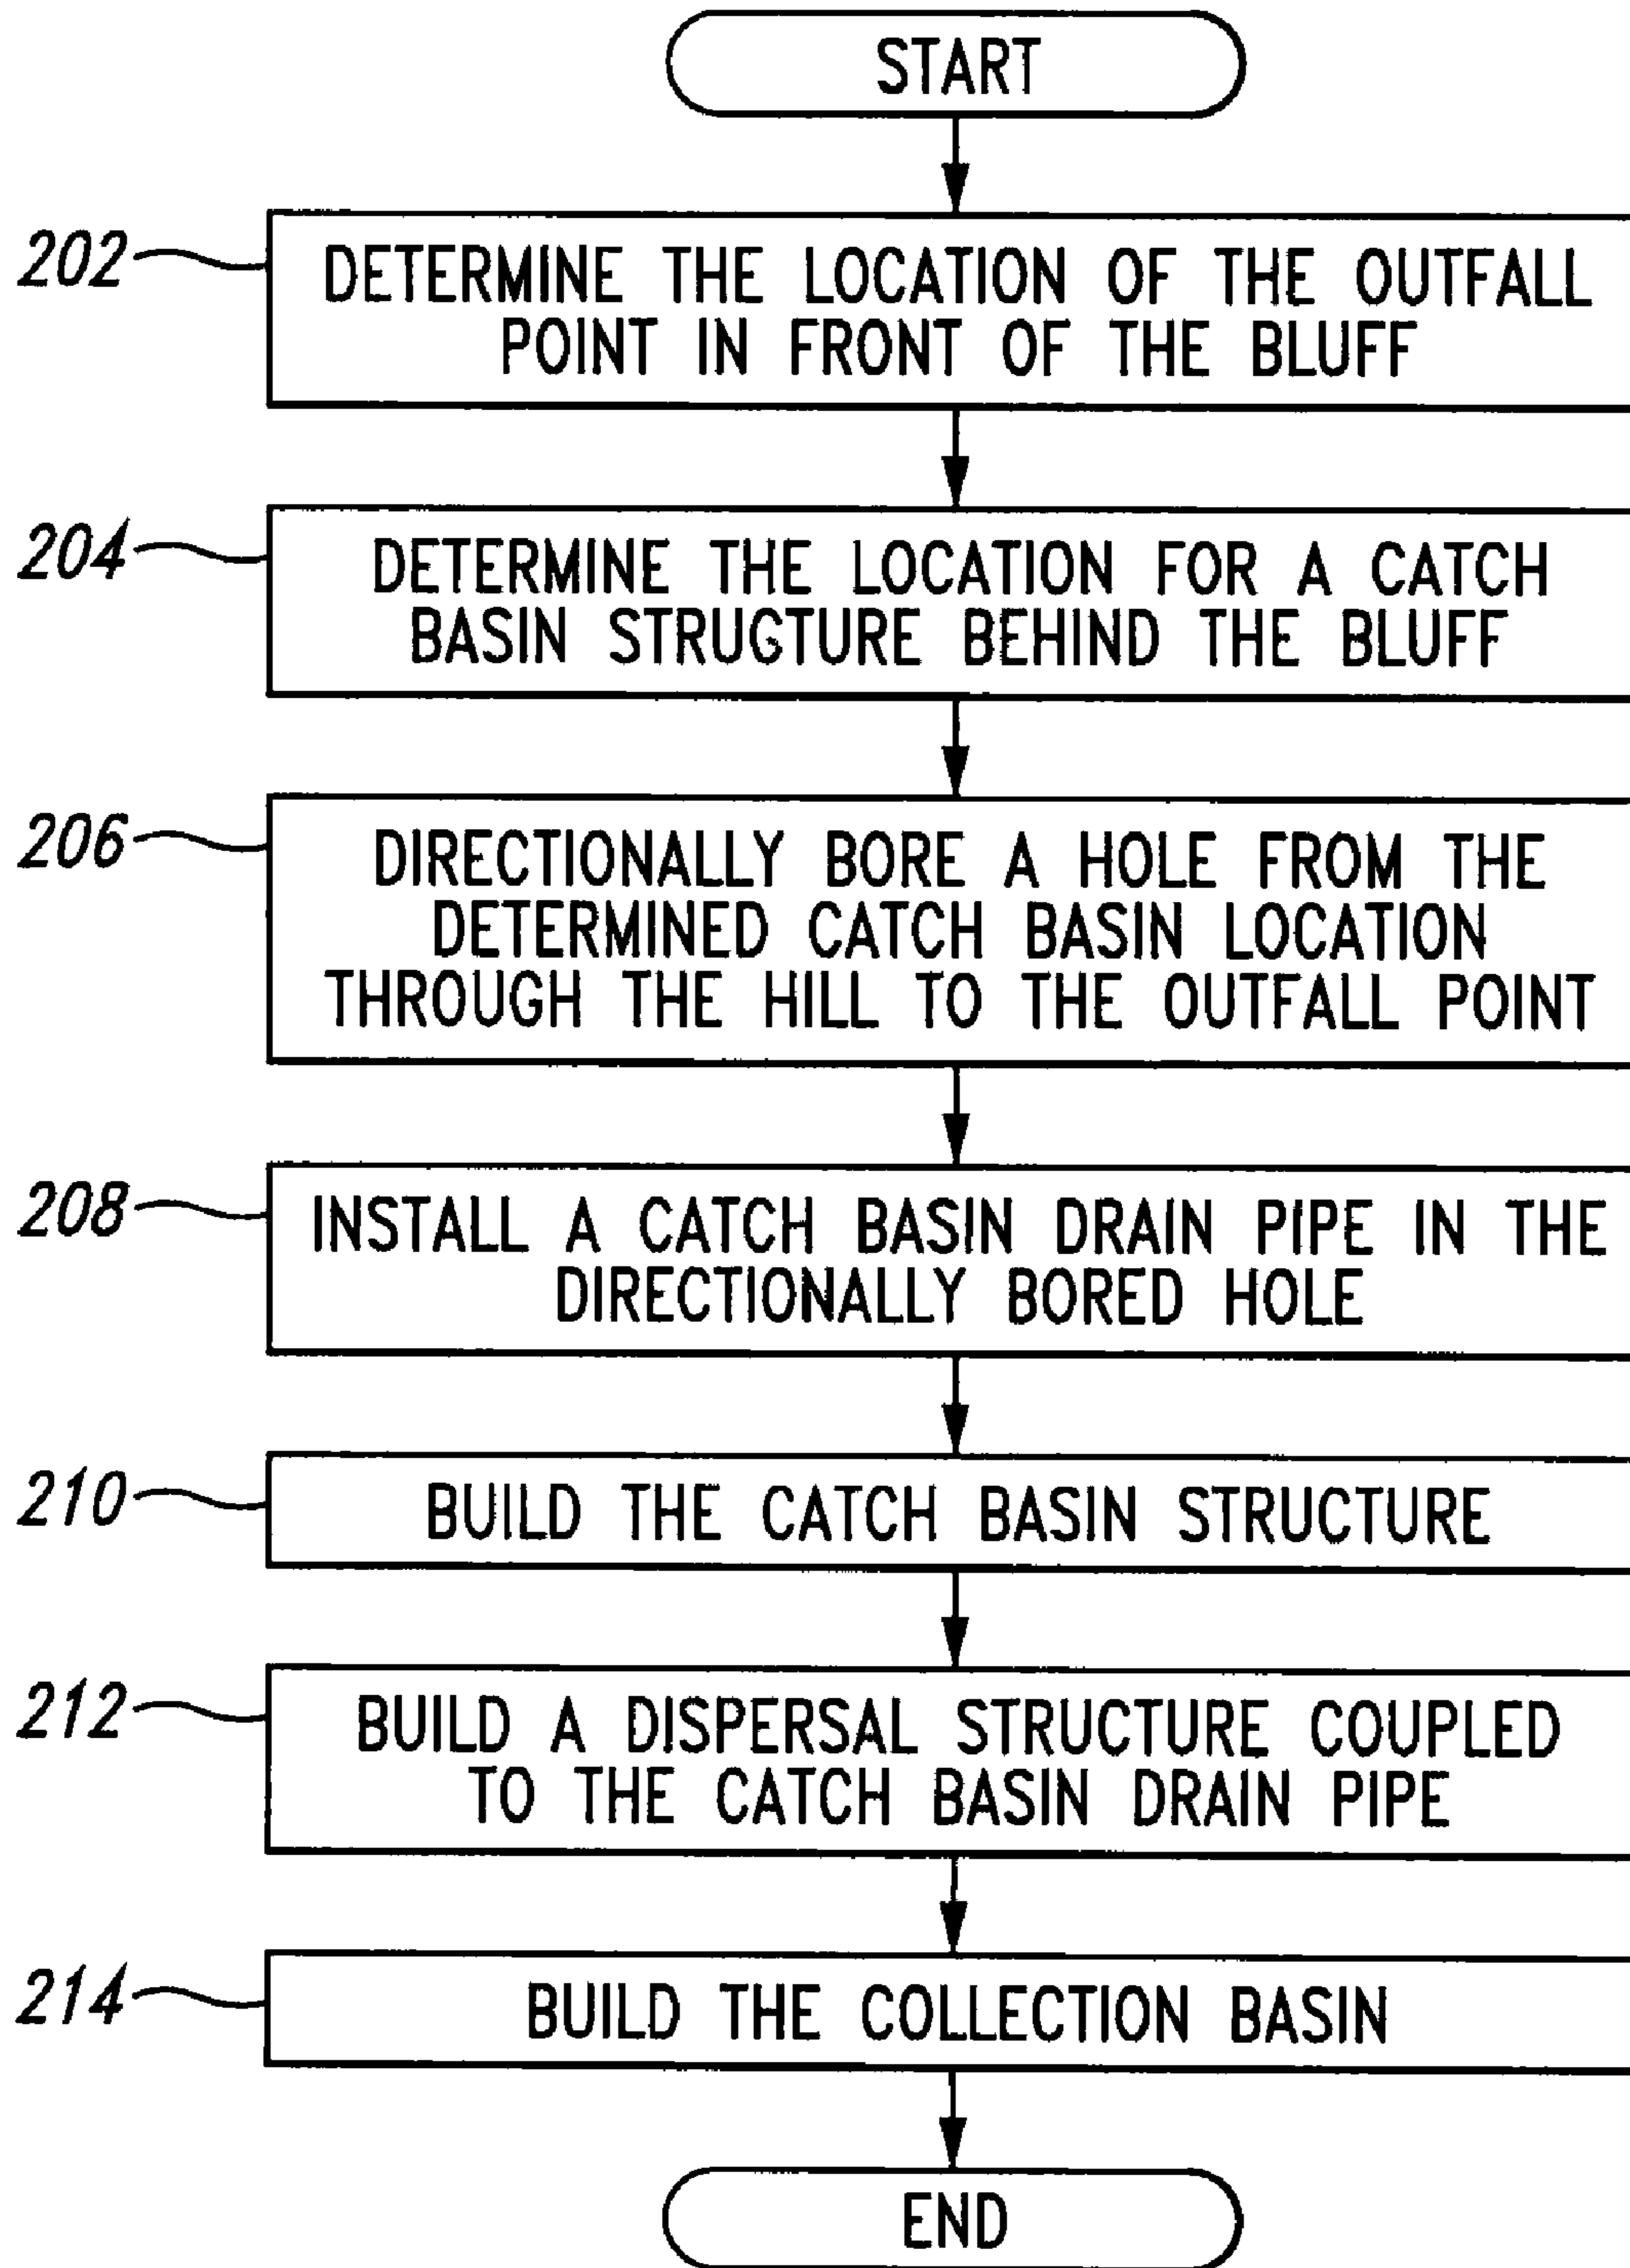 START
202
DETERMINE THE LOCATION OF THE OUTFALL
POINT IN FRONT OF THE BLUFF
204
DETERMINE THE LOCATION FOR A CATCH
BASIN STRUGTURE BEHIND THE BLUFF
206
DIRECTIONALLY BORE A HOLE FROM THE
DETERMINED CATCH BASIN LOCATION
THROUGH THE HILL TO THE OUTFALL POINT
208
INSTALL A CATCH BASIN DRAIN PIPE IN THE
DIRECTIONALLY BORED HOLE
210
BUILD THE CATCH BASIN STRUCTURE
212
BUILD A DISPERSAL STRUCTURE COUPLED
TO THE CATCH BASIN DRAIN PIPE
214
BUILD THE COLLECTION BASIN
END